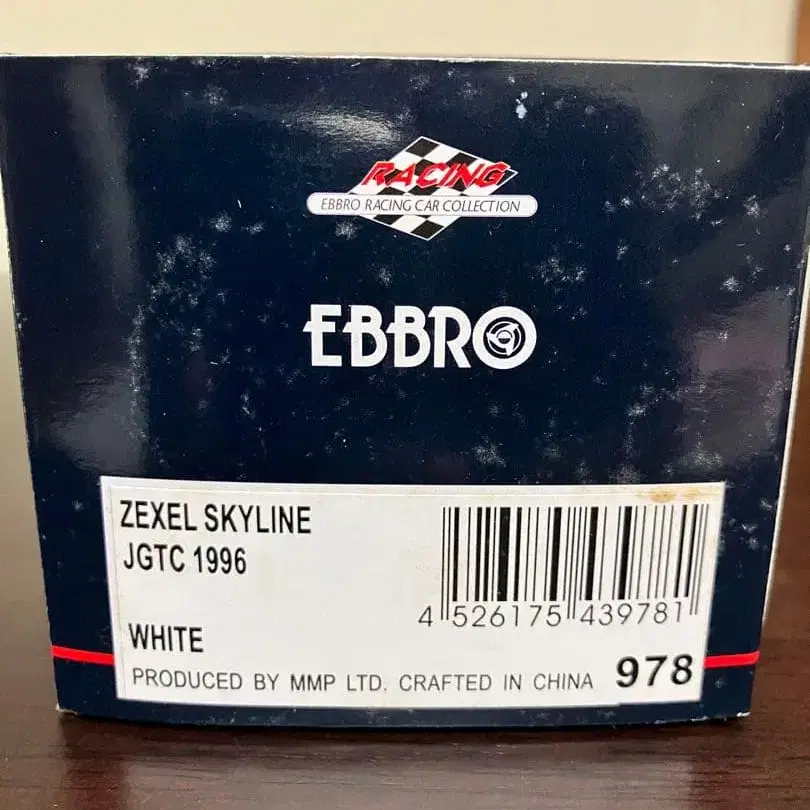 RACING
EBBRO RACING CAR COLLECTION
EBBRO
ZEXEL SKYLINE
JGTC 1996
WHITE
4 526175 439781
PRODUCED BY MMP LTD. CRAFTED IN CHINA 978